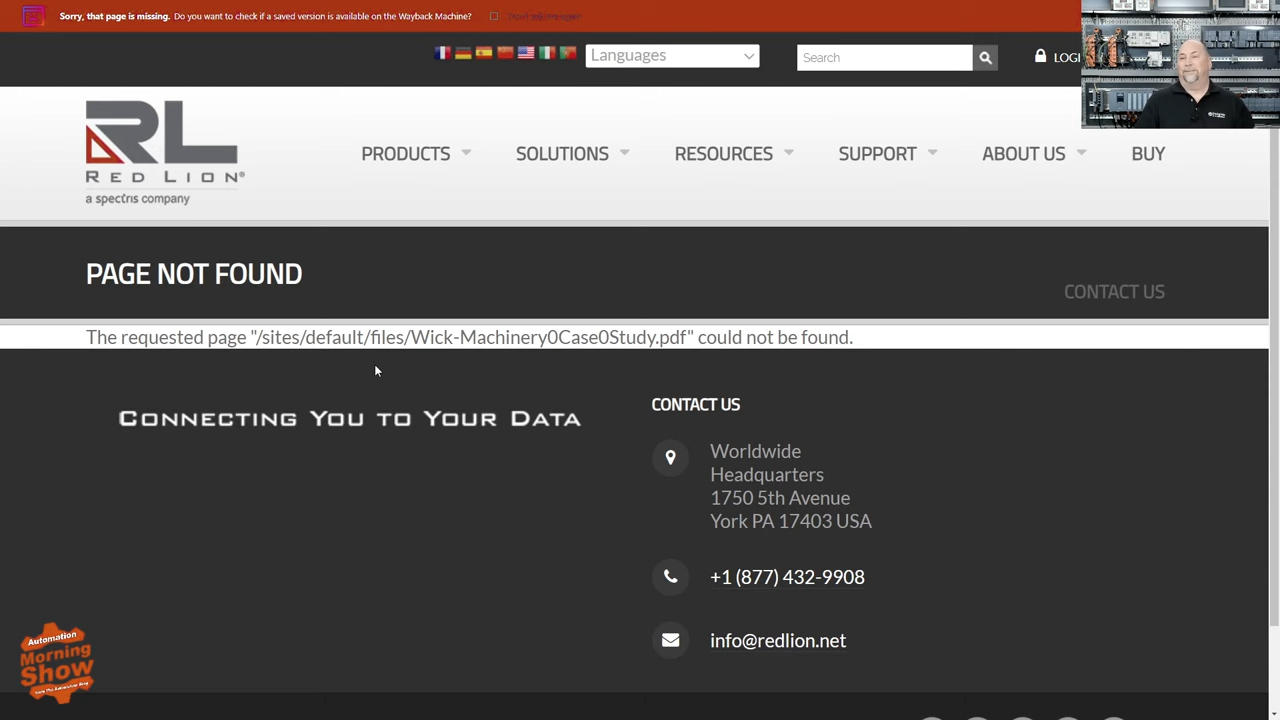 Sorry, that page is missing. Do you want to check if a saved version is available on the Wayback Machine?
Languages
Search
LOGI
RL
RED LION®
a spectris company
PRODUCTS
SOLUTIONS
RESOURCES
SUPPORT
ABOUT US
BUY
PAGE NOT FOUND
CONTACT US
The requested page "/sites/default/files/Wick-Machinery0Case0Study.pdf" could not be found.
CONNECTING YOU TO YOUR DATA
CONTACT US
Worldwide
Headquarters
1750 5th Avenue
York PA 17403 USA
+1 (877) 432-9908
info@redlion.net
Automation
Morning
Show